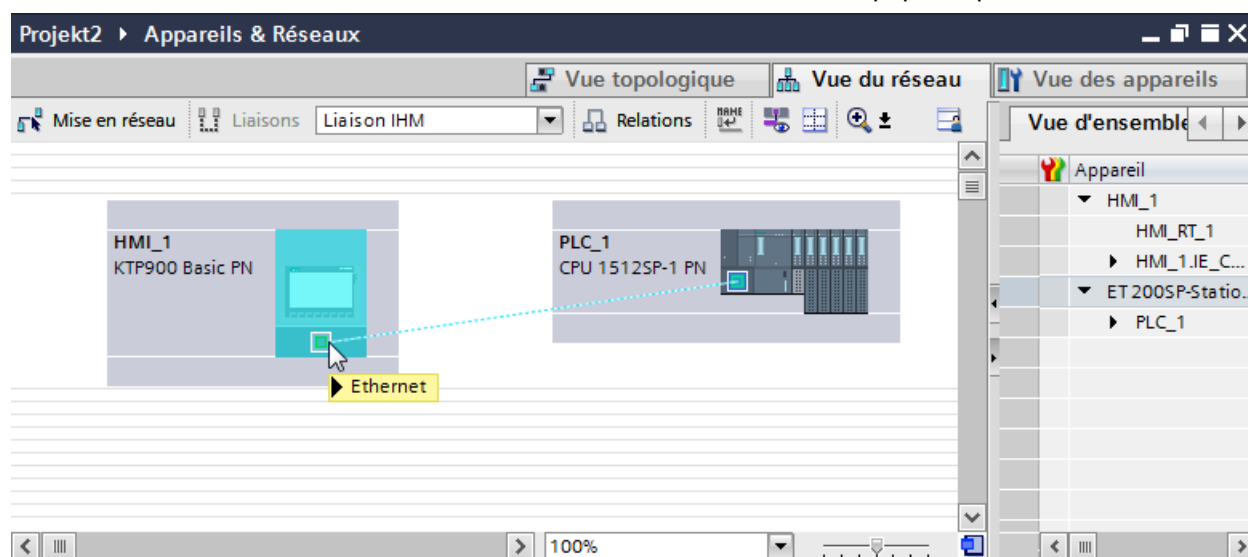 Projekt2 ▸ Appareils & Réseaux
Vue topologique Vue du réseau Vue des appareils
Mise en réseau Liaisons Liaison IHM Relations NAME
Vue d'ensemble
Appareil
HMI_1
HMI_RT_1
HMI_1.IE_C...
ET 200SP-Statio...
PLC_1
HMI_1
KTP900 Basic PN
PLC_1
CPU 1512SP-1 PN
Ethernet
100%